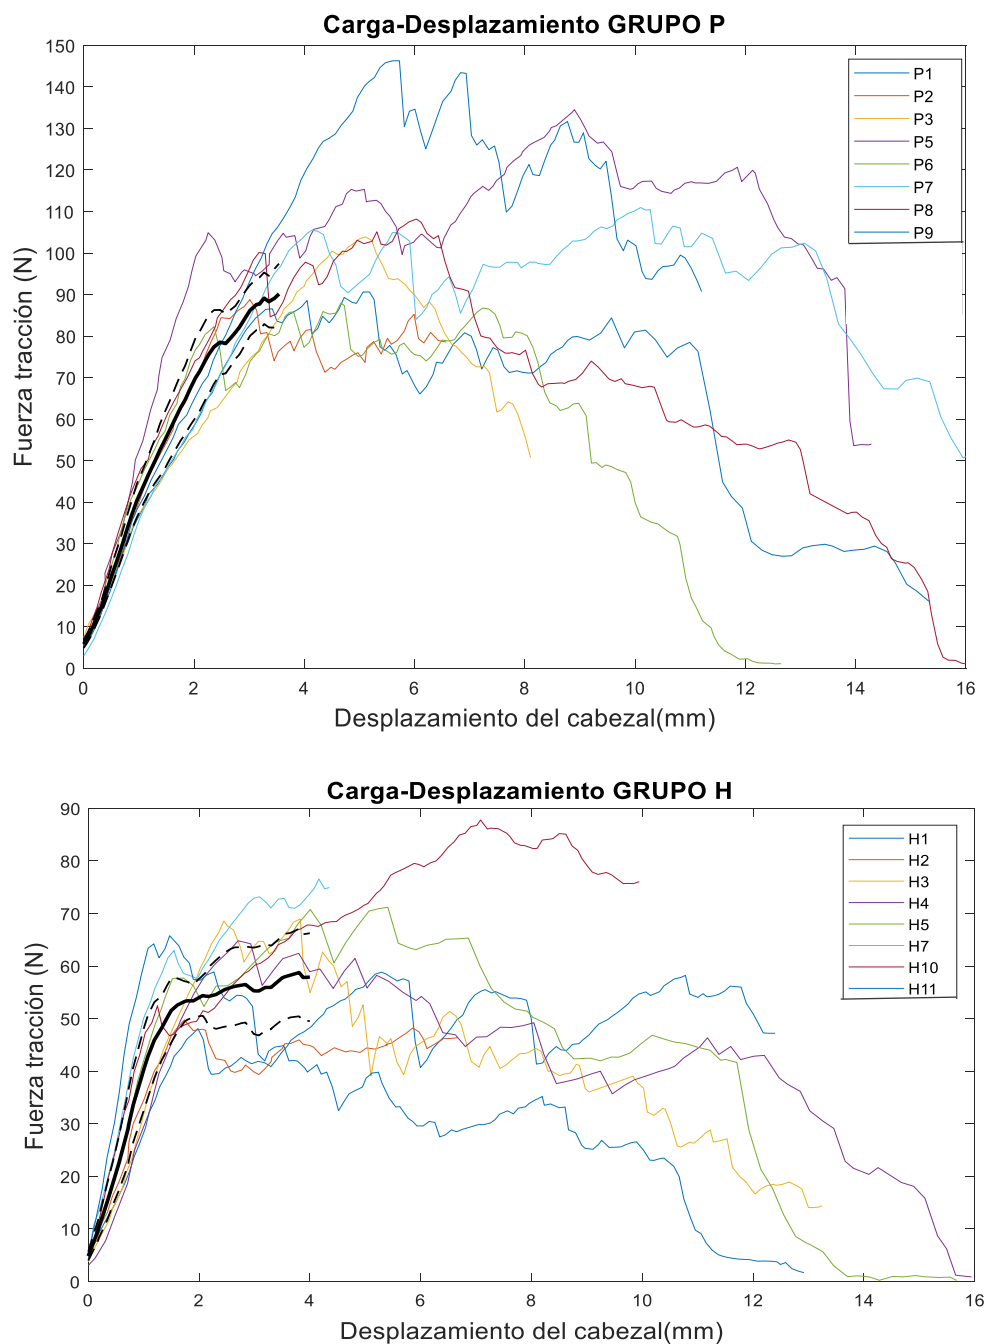 Carga-Desplazamiento GRUPO P
150
140
130
120
110
100
90
80
70
60
50
40
30
20
10
0
Fuerza tracción (N)
P1
P2
P3
P5
P6
P7
P8
P9
0 2 4 6 8 10 12 14 16
Desplazamiento del cabezal(mm)
Carga-Desplazamiento GRUPO H
90
80
70
60
50
40
30
20
10
0
Fuerza tracción (N)
H1
H2
H3
H4
H5
H7
H10
H11
0 2 4 6 8 10 12 14 16
Desplazamiento del cabezal(mm)